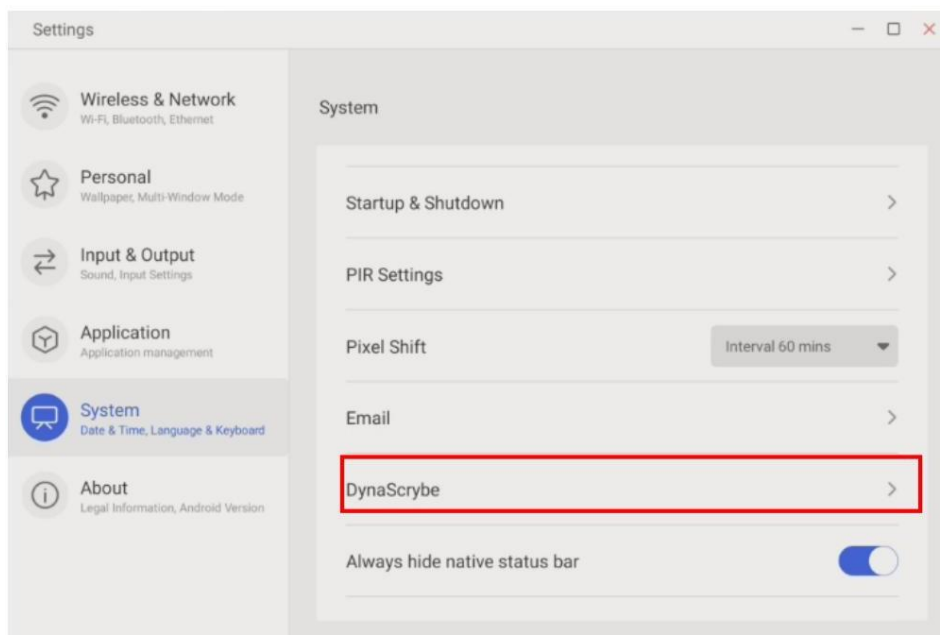 Settings
Wireless & Network
Wi-Fi, Bluetooth, Ethernet
Personal
Wallpaper, Multi-Window Mode
Input & Output
Sound, Input Settings
Application
Application management
System
Date & Time, Language & Keyboard
About
Legal Information, Android Version
System
Startup & Shutdown
PIR Settings
Pixel Shift
Interval 60 mins
Email
DynaScrybe
Always hide native status bar